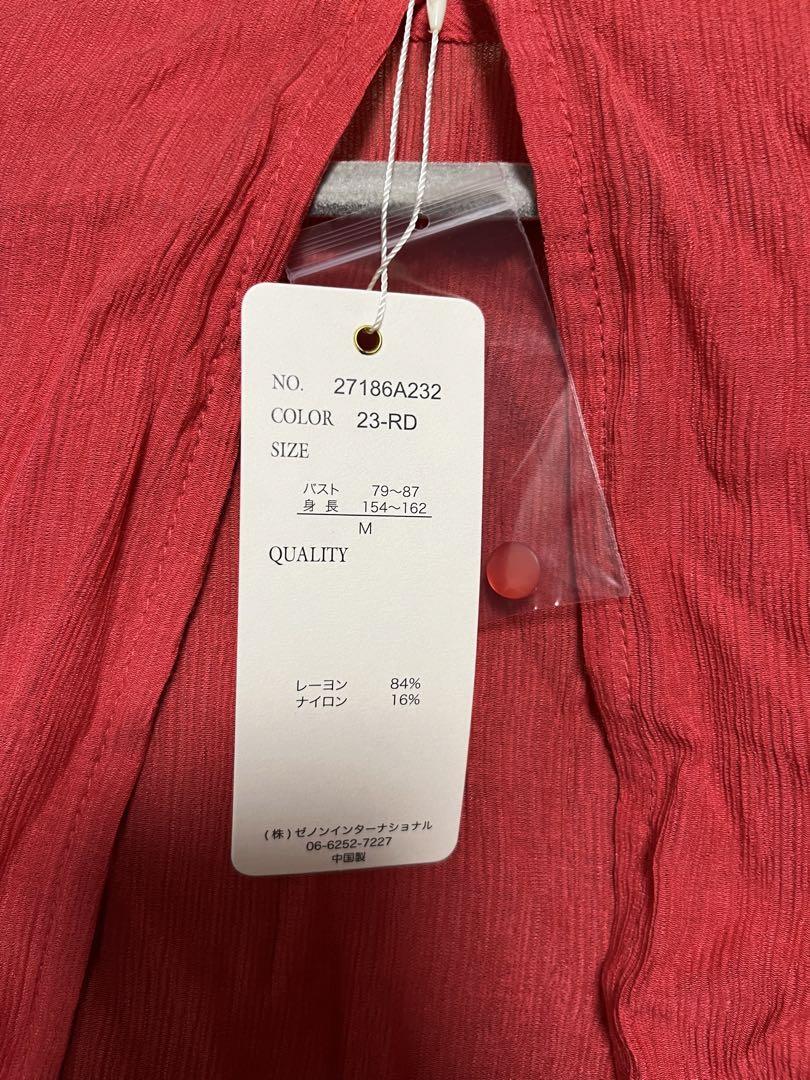 NO. 27186A232
COLOR 23-RD
SIZE
バスト 79～87
身長 154～162
M
QUALITY
レーヨン 84%
ナイロン 16%
(株)ゼノンインターナショナル
06-6252-7227
中国製